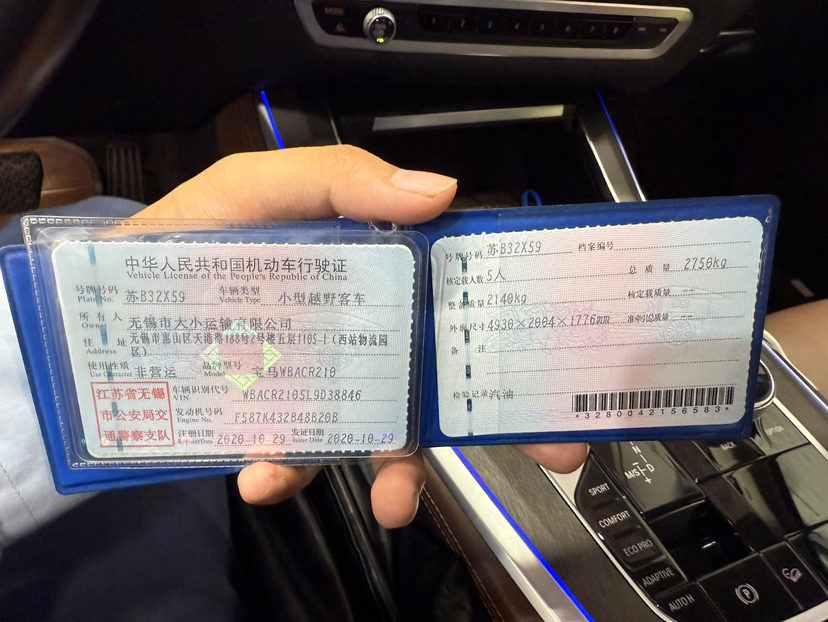 MODE
中华人民共和国机动车行驶证
Vehicle License of the People's Republic of China
号牌号码 苏B32X59 车辆类型 小型越野客车
Plate No. Vehicle Type
所有人 无锡市大小运输有限公司
Owner
住址 无锡市惠山区天港路188号2号楼五层1105-1（西站物流园区）
Address
使用性质 非营运 品牌型号 宝马WBACR210
Use Character Model
江苏省无锡市公安局交通警察支队
车辆识别代号 WBACR2105L9D38846
VIN
发动机号码 F587K432B48B20B
Engine No.
注册日期 2020-10-29 发证日期 2020-10-29
Register Date Issue Date
号牌号码 苏B32X59 档案编号
核定载人数 5人 总质量 2750kg
整备质量 2140kg 核定载质量 --
外廓尺寸 4930×2004×1776mm 准牵引总质量 --
备注
检验记录 汽油
*3280004215658 3*
N
M/S D
+
SPORT
COMFORT
ECO PRO
ADAPTIVE
AUTO H
BACK
OPTION
P